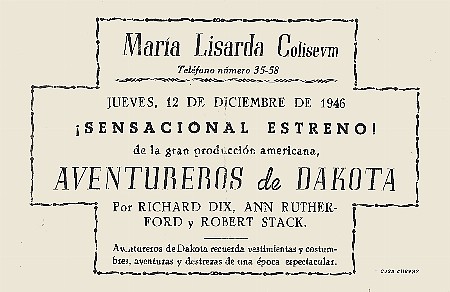 María Lisarda Colisevm
Teléfono número 35-58
JUEVES, 12 DE DICIEMBRE DE 1946
¡SENSACIONAL ESTRENO!
de la gran producción americana,
AVENTUREROS de DAKOTA
Por RICHARD DIX, ANN RUTHER-
FORD y ROBERT STACK.
Aventureros de Dakota recuerda vestimientas y costum-
bres, aventuras y destrezas de una época espectacular.